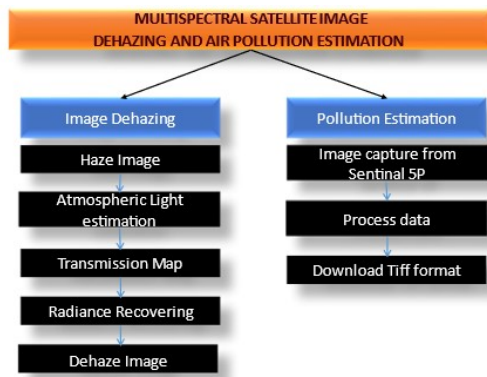 MULTISPECTRAL SATELLITE IMAGE
DEHAZING AND AIR POLLUTION ESTIMATION
Image Dehazing
Haze Image
Atmospheric Light
estimation
Transmission Map
Radiance Recovering
Dehaze Image
Pollution Estimation
Image capture from
Sentinal 5P
Process data
Download Tiff format